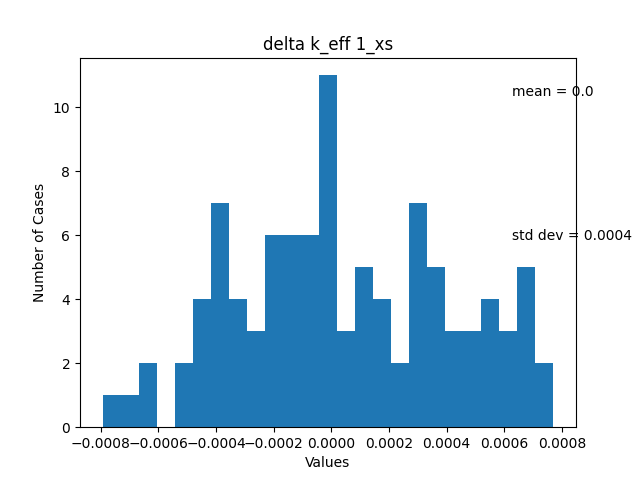 delta k_eff 1_xs
mean = 0.0
std dev = 0.0004
Number of Cases
10
8
6
4
2
0
−0.0008 −0.0006 −0.0004 −0.0002 0.0000 0.0002 0.0004 0.0006 0.0008
Values